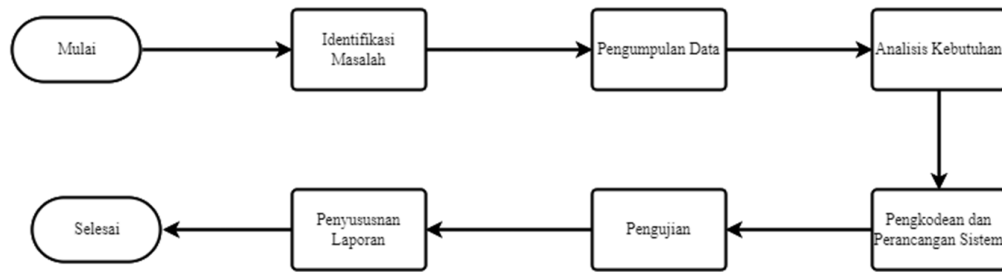 Mulai
Identifikasi
Masalah
Pengumpulan Data
Analisis Kebutuhan
Pengkodean dan
Perancangan Sistem
Pengujian
Penyususnan
Laporan
Selesai